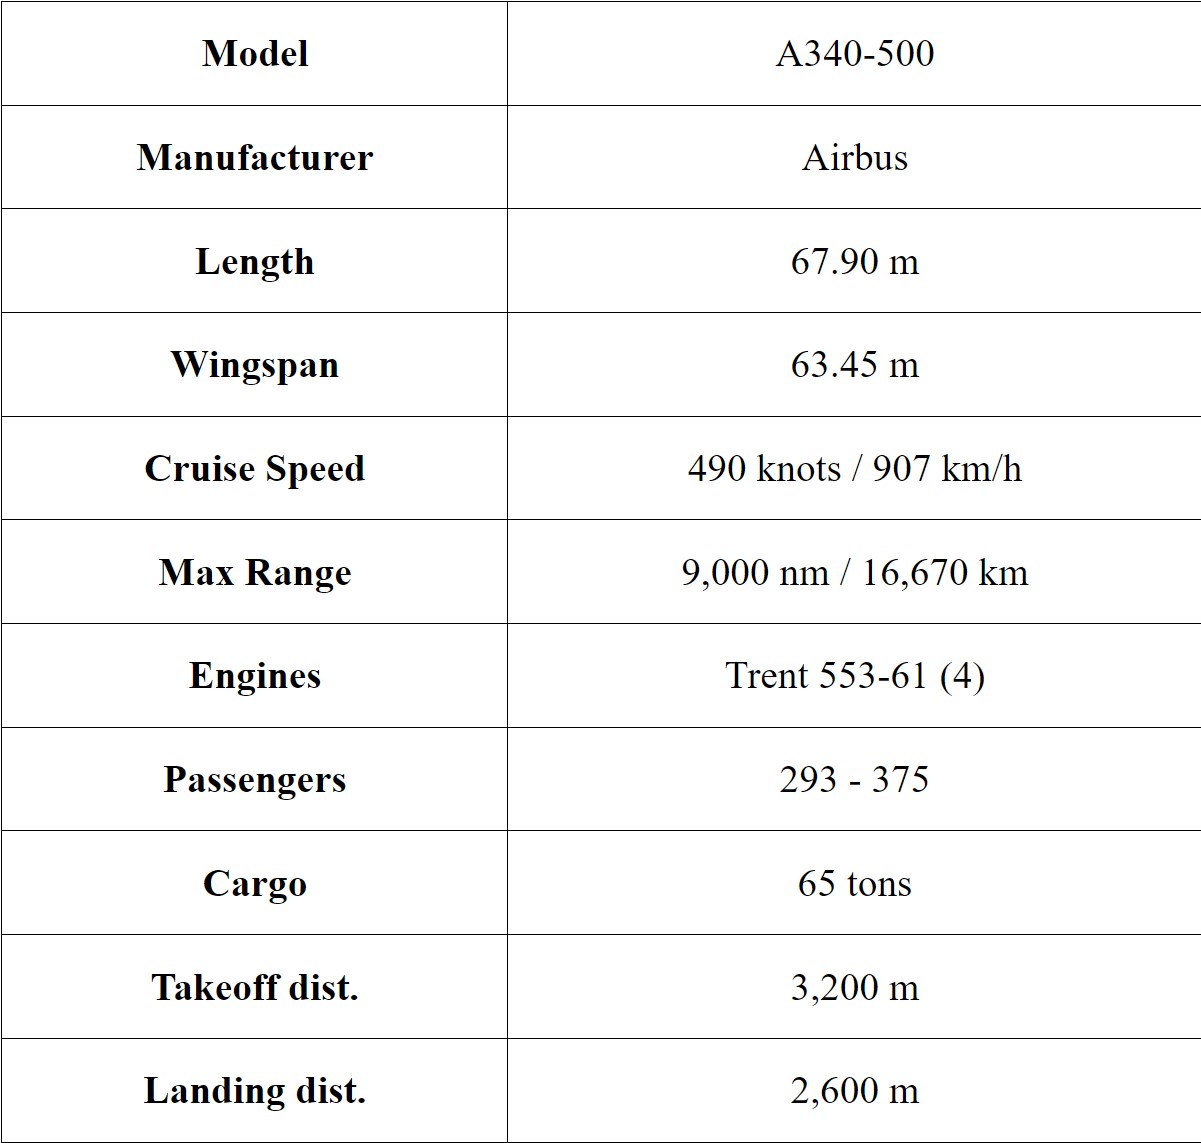 Model A340-500
Manufacturer Airbus
Length 67.90 m
Wingspan 63.45 m
Cruise Speed 490 knots / 907 km/h
Max Range 9,000 nm / 16,670 km
Engines Trent 553-61 (4)
Passengers 293 - 375
Cargo 65 tons
Takeoff dist. 3,200 m
Landing dist. 2,600 m